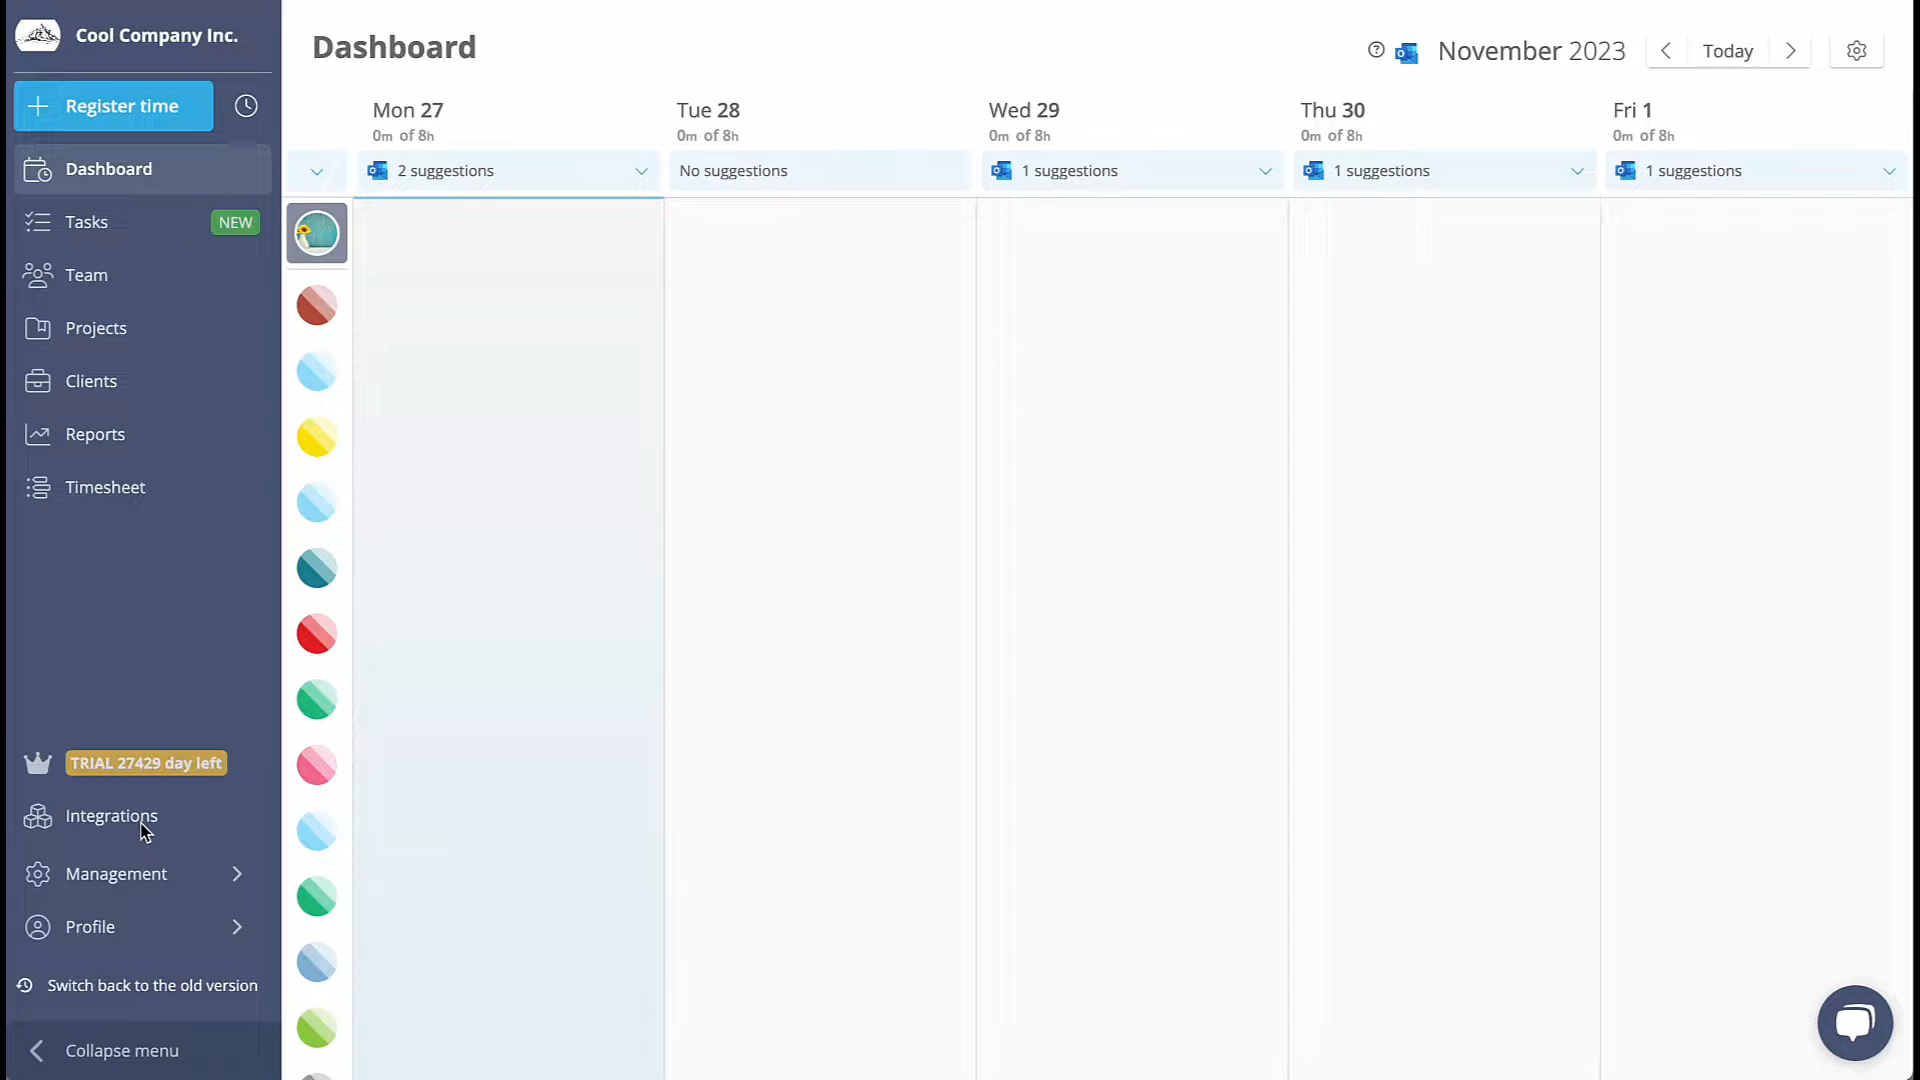 Cool Company Inc.
Register time
Dashboard
Tasks NEW
Team
Projects
Clients
Reports
Timesheet
TRIAL 27429 day left
Integrations
Management
Profile
Switch back to the old version
Collapse menu
Dashboard
November 2023
Today
Mon 27
0m of 8h
2 suggestions
Tue 28
0m of 8h
No suggestions
Wed 29
0m of 8h
1 suggestions
Thu 30
0m of 8h
1 suggestions
Fri 1
0m of 8h
1 suggestions